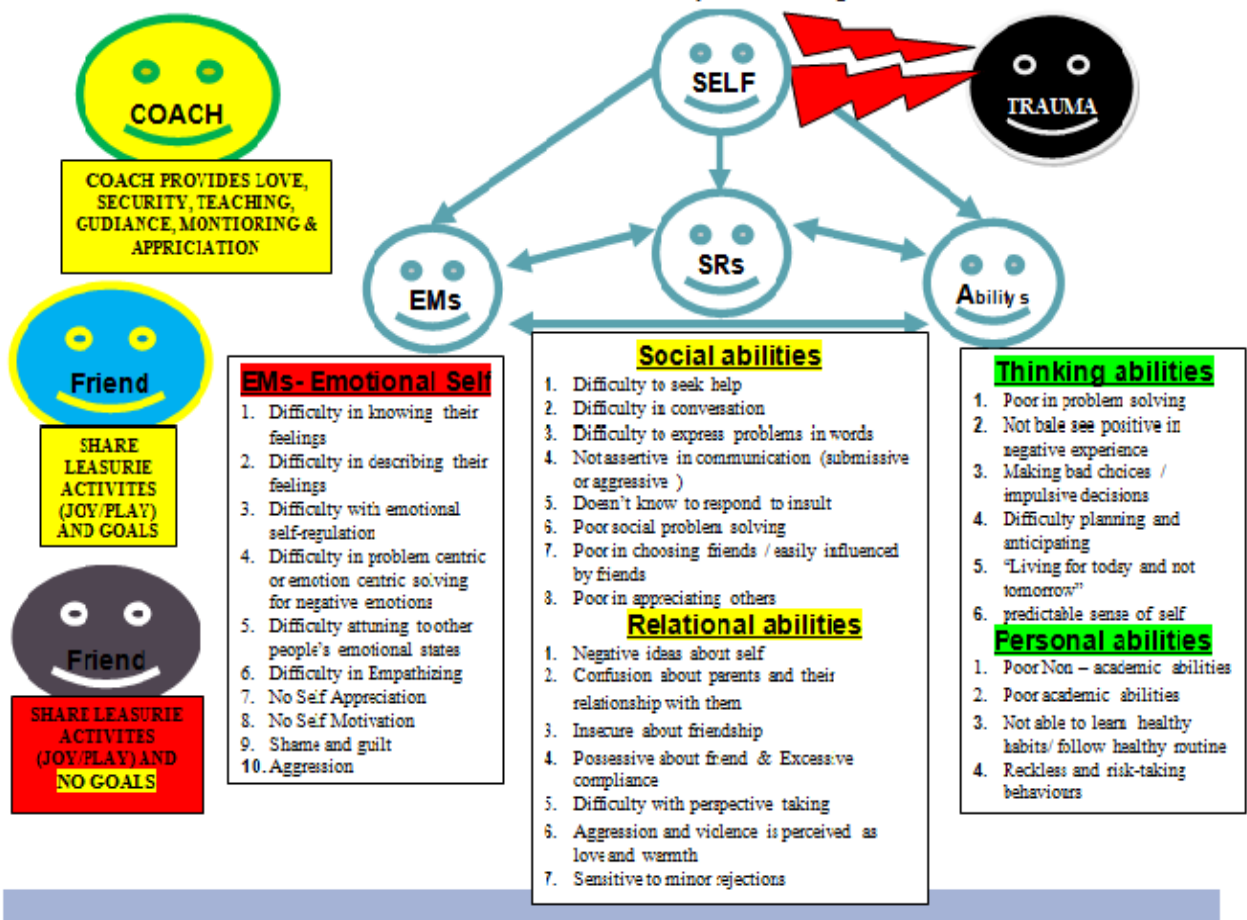 COACH
COACH PROVIDES LOVE,
SECURITY, TEACHING,
GUDIANCE, MONTIORING &
APPRICIATION
Friend
SHARE
LEASURIE
ACTIVITES
(JOY/PLAY)
AND GOALS
Friend
SHARE LEASURIE
ACTIVITES
(JOY/PLAY) AND
NO GOALS
SELF
TRAUMA
EMs
SRs
Abilitys
EMs- Emotional Self
1. Difficulty in knowing their
feelings
2. Difficulty in describing their
feelings
3. Difficulty with emotional
self-regulation
4. Difficulty in problem centric
or emotion centric solving
for negative emotions
5. Difficulty attuning to other
people's emotional states
6. Difficulty in Empathizing
7. No Self Appreciation
8. No Self Motivation
9. Shame and guilt
10. Aggression
Social abilities
1. Difficulty to seek help
2. Difficulty in conversation
3. Difficulty to express problems in words
4. Not assertive in communication (submissive
or aggressive )
5. Doesn't know to respond to insult
6. Poor social problem solving
7. Poor in choosing friends / easily influenced
by friends
8. Poor in appreciating others
Relational abilities
1. Negative ideas about self
2. Confusion about parents and their
relationship with them
3. Insecure about friendship
4. Possessive about friend & Excessive
compliance
5. Difficulty with perspective taking
6. Aggression and violence is perceived as
love and warmth
7. Sensitive to minor rejections
Thinking abilities
1. Poor in problem solving
2. Not bale see positive in
negative experience
3. Making bad choices /
impulsive decisions
4. Difficulty planning and
anticipating
5. "Living for today and not
tomorrow"
6. predictable sense of self
Personal abilities
1. Poor Non – academic abilities
2. Poor academic abilities
3. Not able to learn healthy
habits/ follow healthy routine
4. Reckless and risk-taking
behaviours